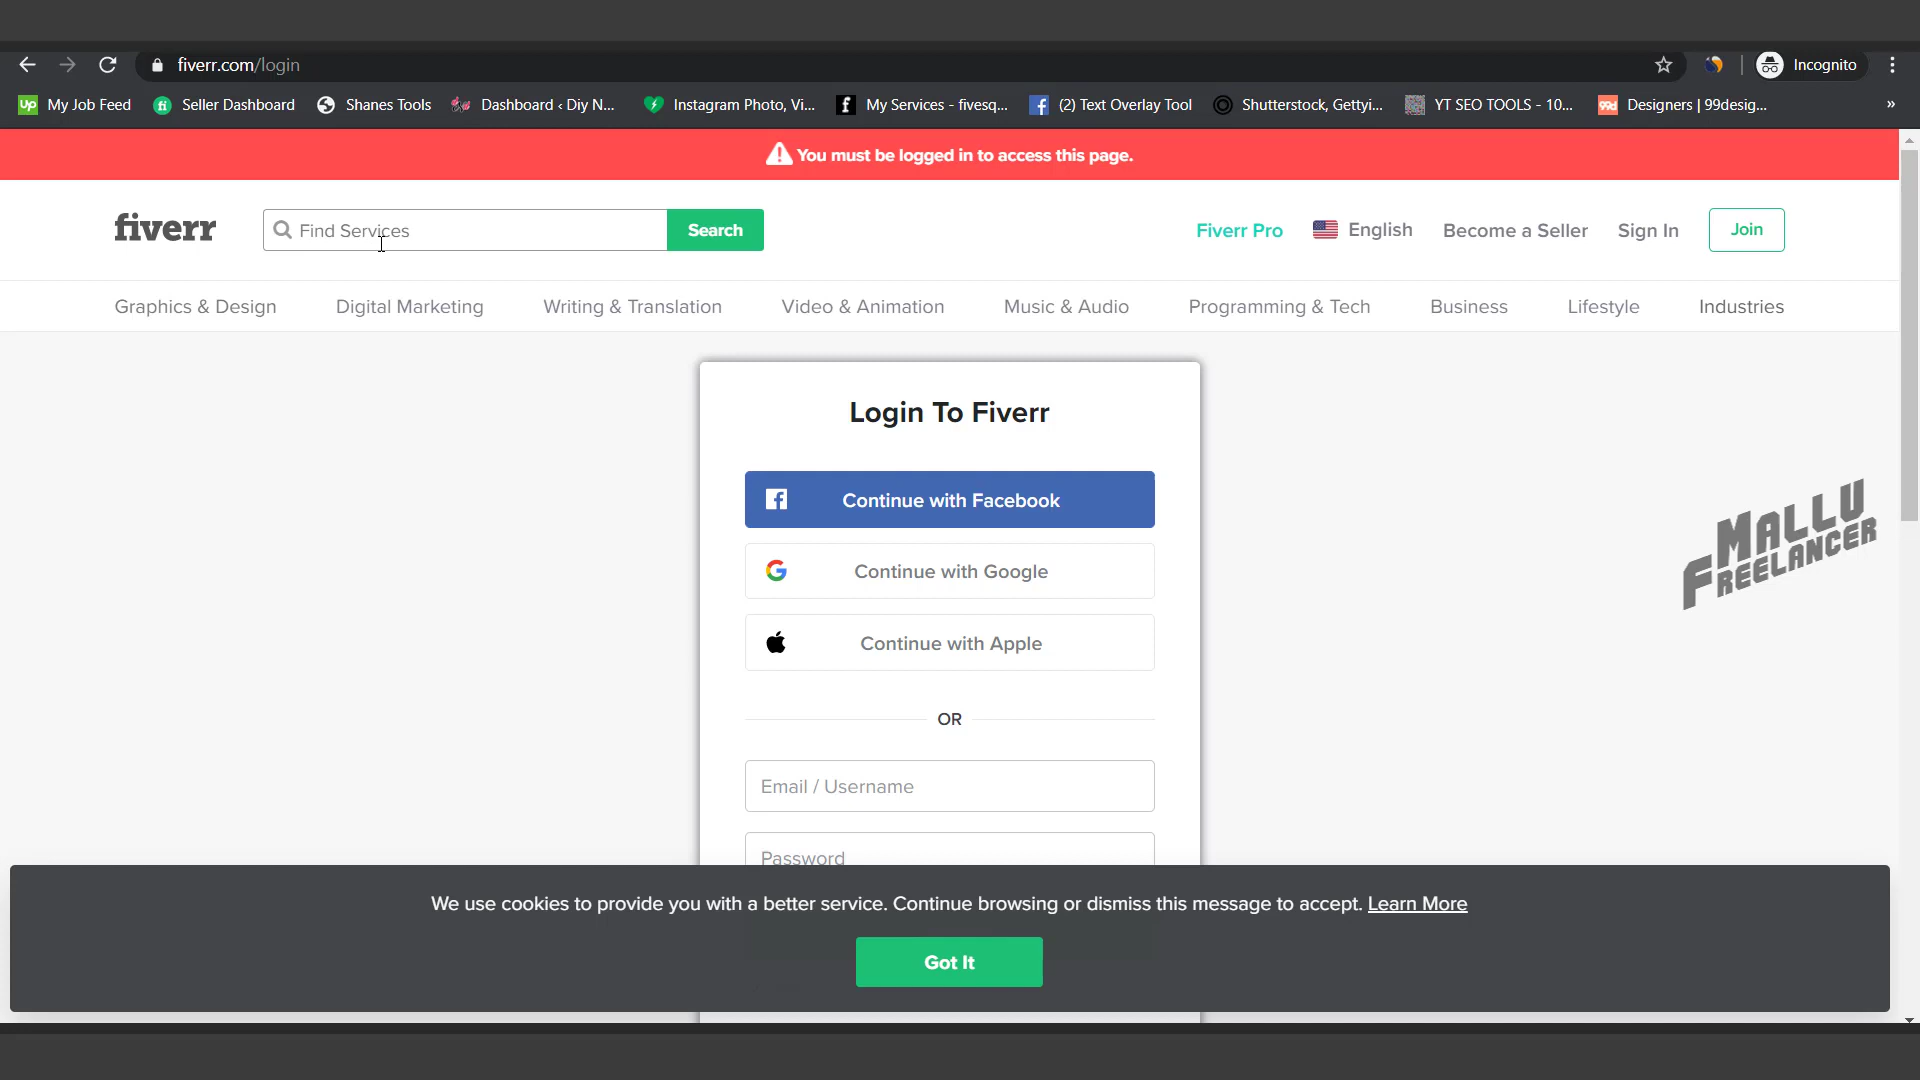 fiverr.com/login
Incognito
My Job Feed
Seller Dashboard
Shanes Tools
Dashboard ‹ Diy N...
Instagram Photo, Vi...
My Services - fivesq...
(2) Text Overlay Tool
Shutterstock, Gettyi...
YT SEO TOOLS - 10...
Designers | 99desig...
»
You must be logged in to access this page.
fiverr
Find Services
Search
Fiverr Pro
English
Become a Seller
Sign In
Join
Graphics & Design
Digital Marketing
Writing & Translation
Video & Animation
Music & Audio
Programming & Tech
Business
Lifestyle
Industries
Login To Fiverr
Continue with Facebook
Continue with Google
Continue with Apple
OR
Email / Username
Password
MALLU
FREELANCER
We use cookies to provide you with a better service. Continue browsing or dismiss this message to accept. Learn More
Got It